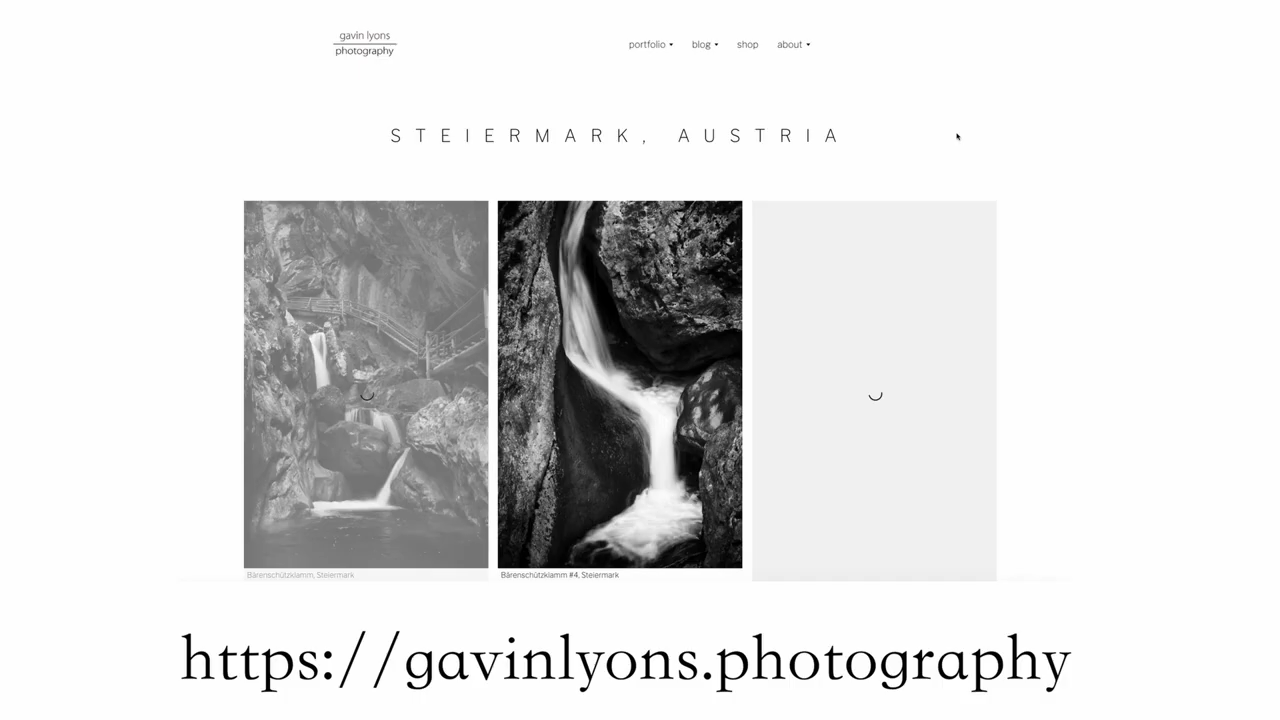 gavin lyons
photography
portfolio ▾ blog ▾ shop about ▾
STEIERMARK, AUSTRIA
Bärenschützklamm, Steiermark
Bärenschützklamm #4, Steiermark
https://gavinlyons.photography